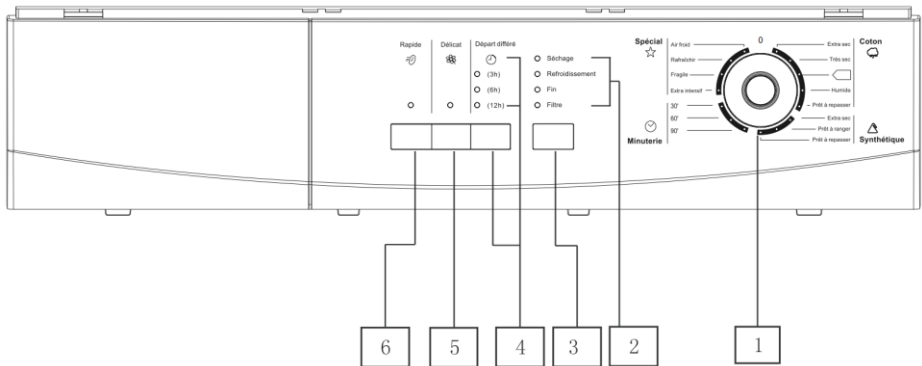 Rapide
Délicat
Départ différé
(3h)
(6h)
(12h)
Séchage
Refroidissement
Fin
Filtre
Spécial
Air froid
Rafraîchir
Fragile
Extra intensif
30'
60'
90'
Minuterie
0
Extra sec
Très sec
Humide
Prêt à repasser
Coton
Extra sec
Prêt à ranger
Prêt à repasser
Synthétique
6
5
4
3
2
1